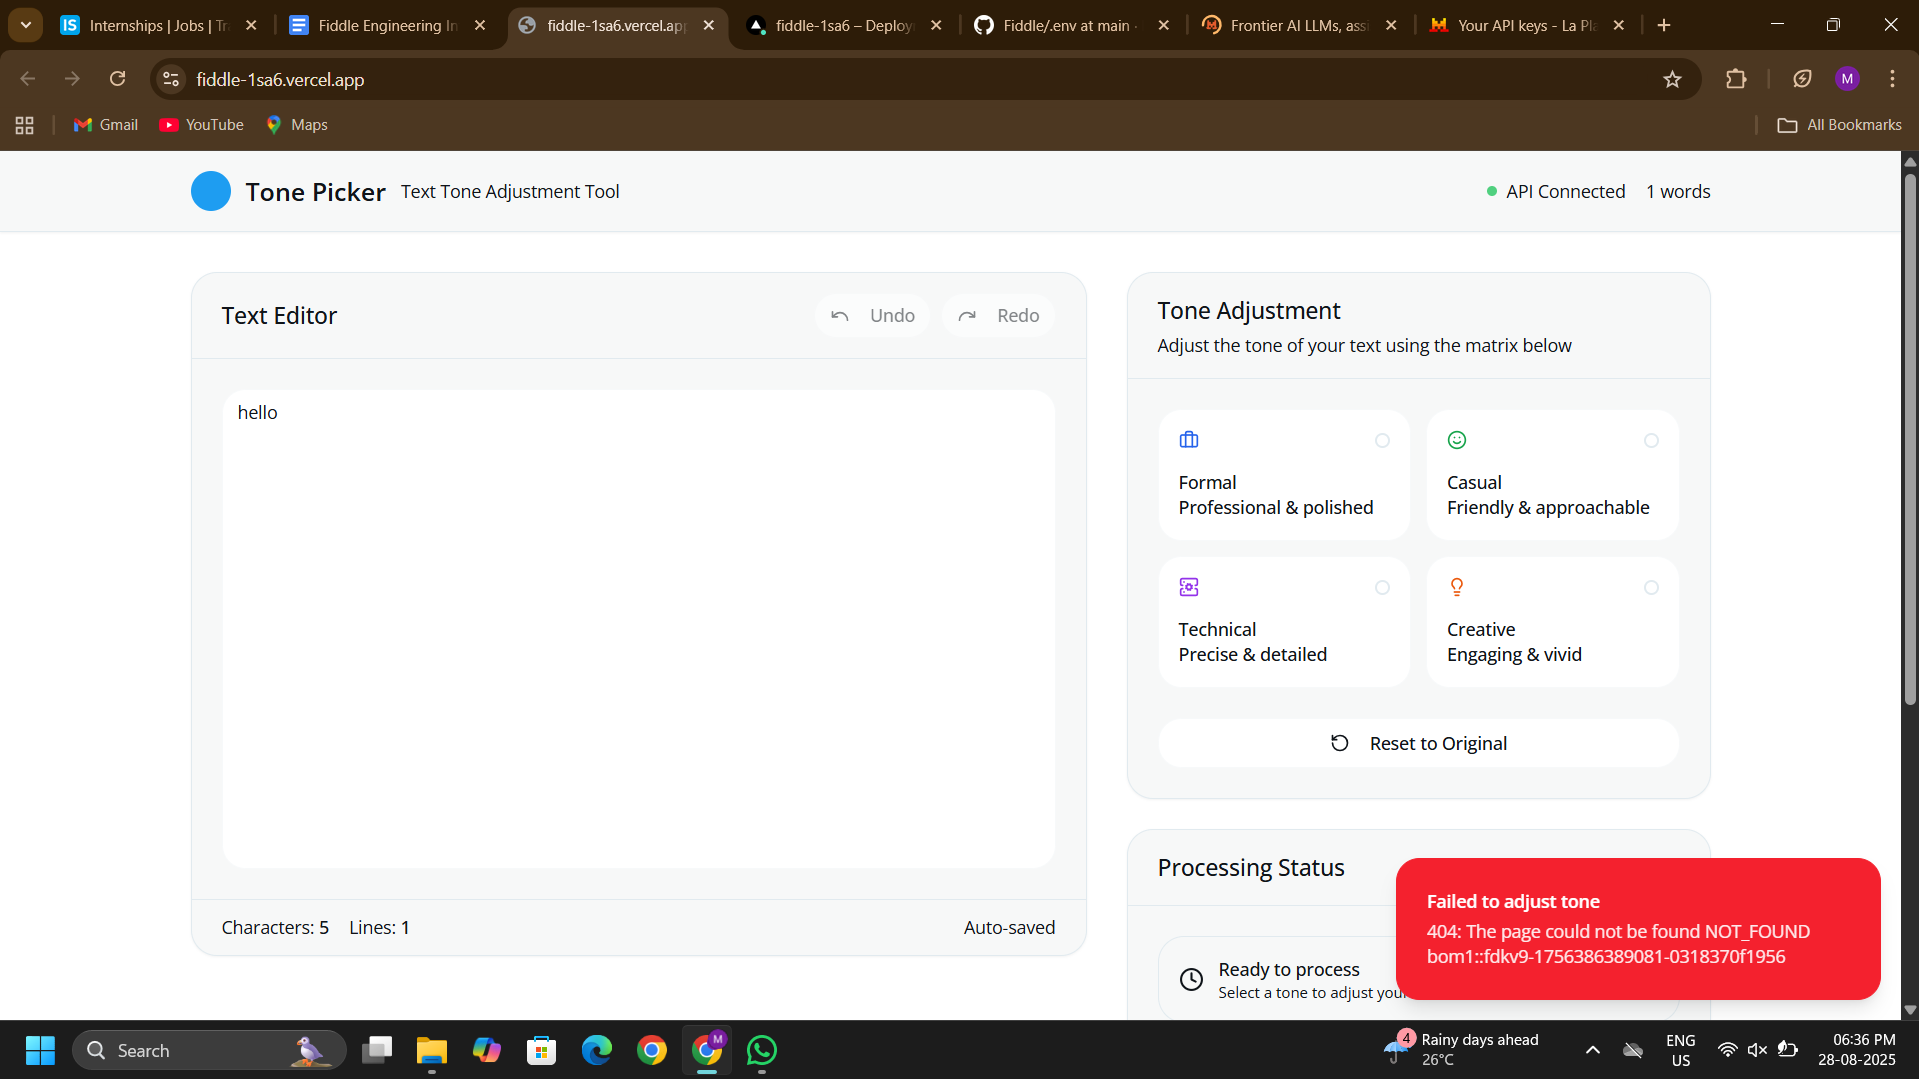 Internships | Jobs | Tr
Fiddle Engineering In
fiddle-1sa6.vercel.app
fiddle-1sa6 – Deploy
Fiddle/.env at main ·
Frontier AI LLMs, ass
Your API keys - La Pla
fiddle-1sa6.vercel.app
M
Gmail
YouTube
Maps
All Bookmarks
Tone Picker
Text Tone Adjustment Tool
API Connected
1 words
Text Editor
Undo
Redo
hello
Characters: 5
Lines: 1
Auto-saved
Tone Adjustment
Adjust the tone of your text using the matrix below
Formal
Professional & polished
Casual
Friendly & approachable
Technical
Precise & detailed
Creative
Engaging & vivid
Reset to Original
Processing Status
Ready to process
Select a tone to adjust your
Failed to adjust tone
404: The page could not be found NOT_FOUND
bom1::fdkv9-1756386389081-0318370f1956
Search
M
4
Rainy days ahead
26°C
ENG
US
06:36 PM
28-08-2025